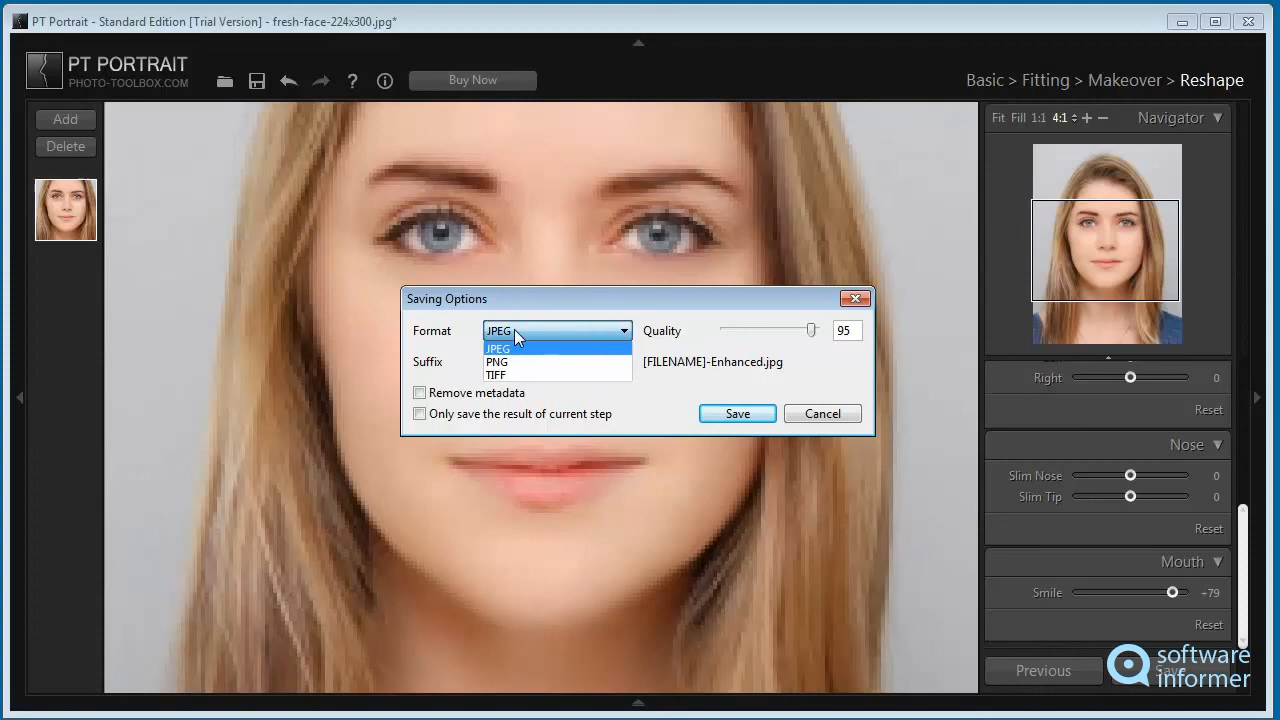 PT Portrait - Standard Edition [Trial Version] - fresh-face-224x300.jpg*
PT PORTRAIT
PHOTO-TOOLBOX.COM
?
Buy Now
Basic > Fitting > Makeover > Reshape
Add
Delete
Fit Fill 1:1 4:1 + − Navigator
Saving Options
Format JPEG Quality 95
JPEG
PNG
TIFF
Suffix [FILENAME]-Enhanced.jpg
Remove metadata
Only save the result of current step
Save Cancel
Right 0
Reset
Nose
Slim Nose 0
Slim Tip 0
Reset
Mouth
Smile +79
Reset
Previous Save
software
informer